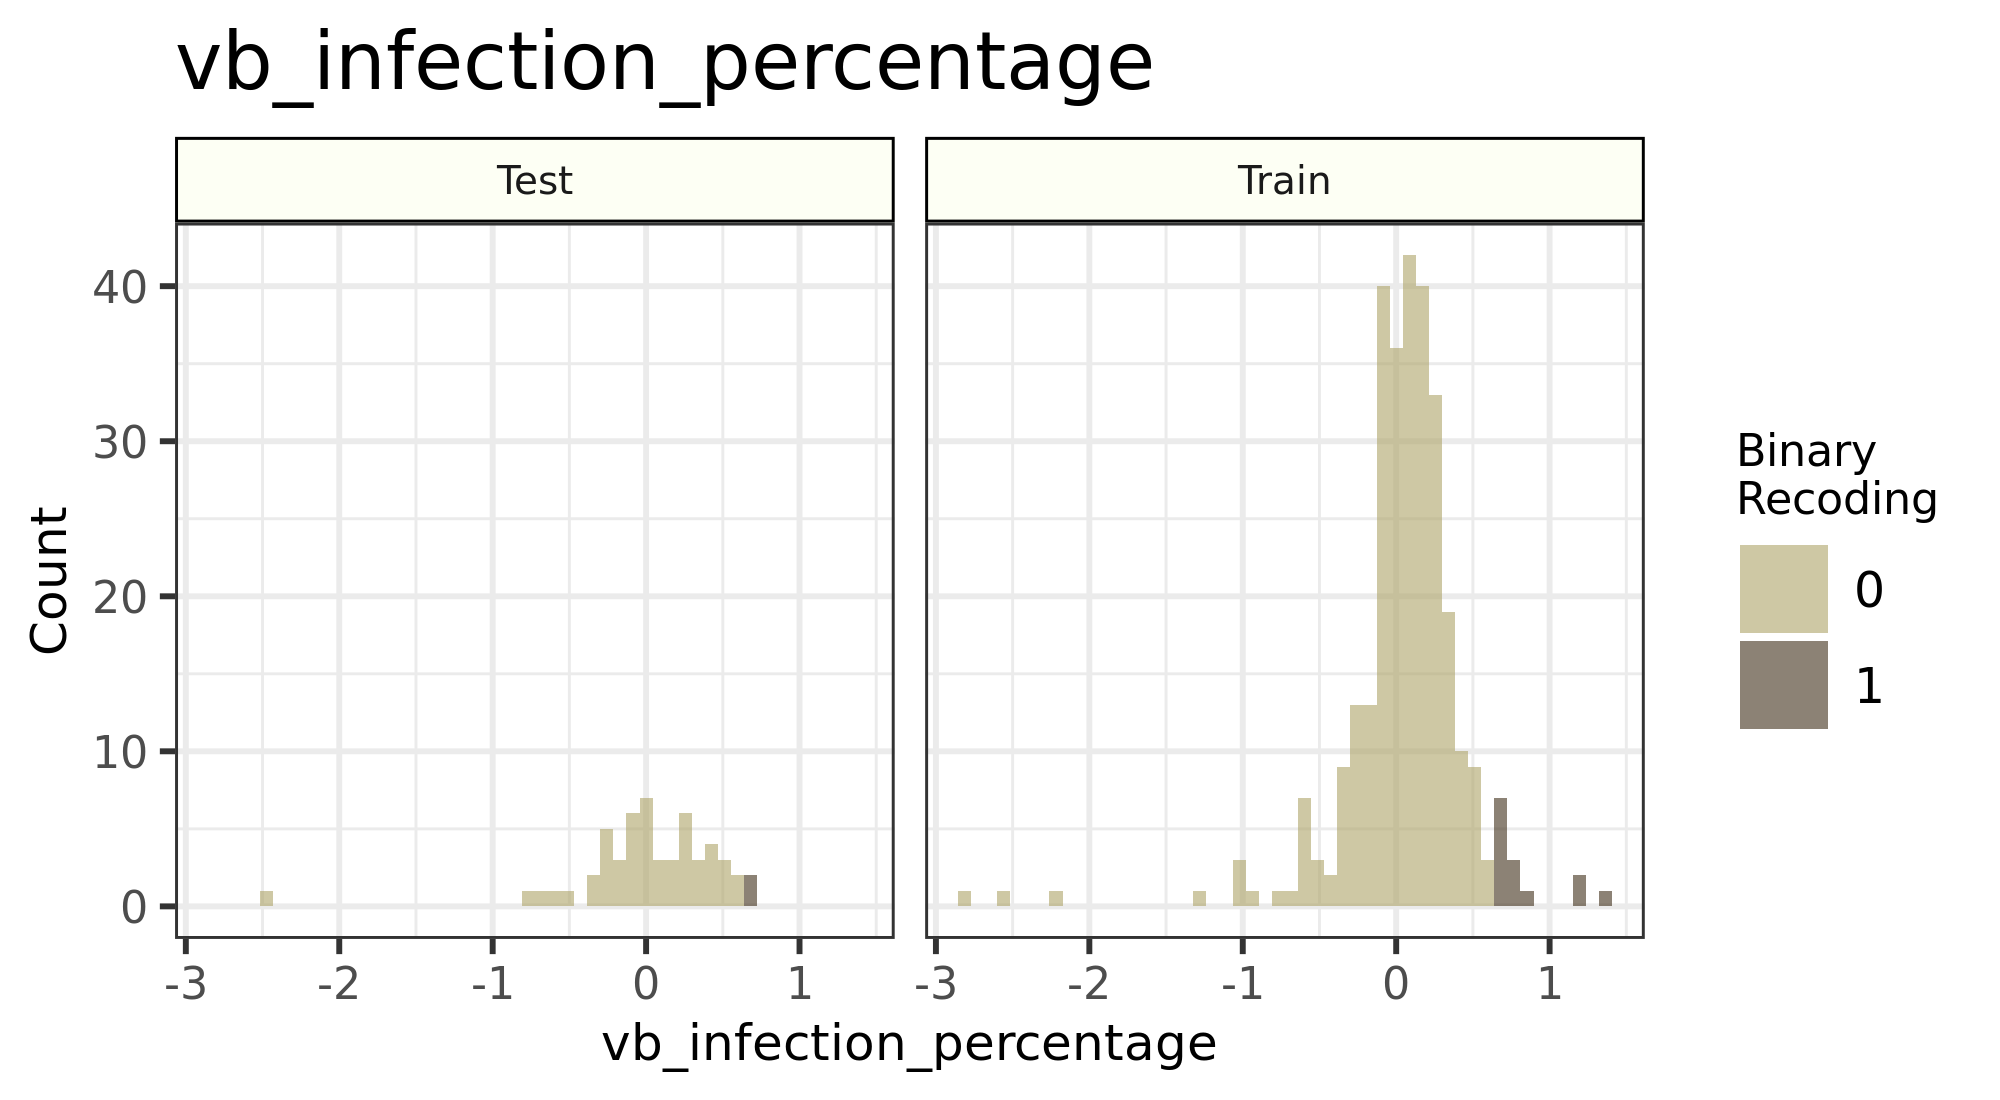 vb_infection_percentage
Test
Train
Count
40
30
20
10
0
-3
-2
-1
0
1
-3
-2
-1
0
1
vb_infection_percentage
Binary
Recoding
0
1